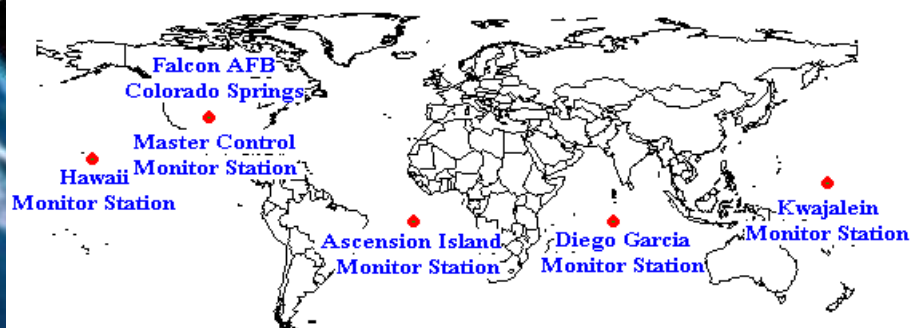 Falcon AFB
Colorado Springs
Master Control
Monitor Station
Hawaii
Monitor Station
Ascension Island
Monitor Station
Diego Garcia
Monitor Station
Kwajalein
Monitor Station